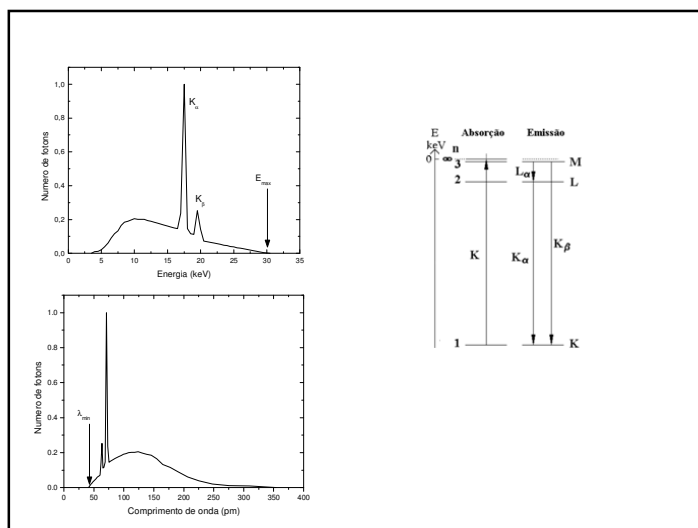 1,0
0,8
0,6
0,4
0,2
0,0
Numero de fotons
Kα
Kβ
Emax
0 5 10 15 20 25 30 35
Energia (keV)
1.0
0.8
0.6
0.4
0.2
0.0
Numero de fotons
λmin
0 50 100 150 200 250 300 350 400
Comprimento de onda (pm)
E Absorção Emissão
keV n
0 ∞
3 M
Lα
2 L
K Kα Kβ
1 K